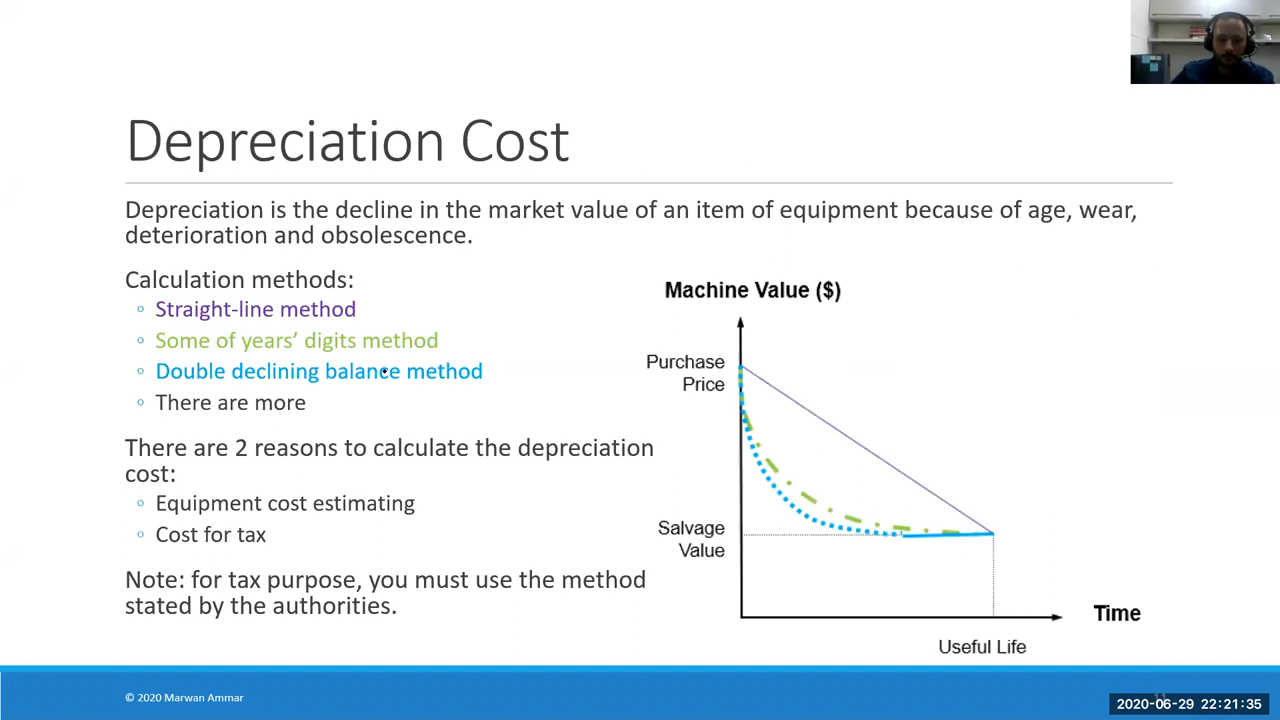 Depreciation Cost
Depreciation is the decline in the market value of an item of equipment because of age, wear,
deterioration and obsolescence.
Calculation methods:
Straight-line method
Some of years’ digits method
Double declining balance method
There are more
There are 2 reasons to calculate the depreciation
cost:
Equipment cost estimating
Cost for tax
Note: for tax purpose, you must use the method
stated by the authorities.
Machine Value ($)
Purchase
Price
Salvage
Value
Time
Useful Life
© 2020 Marwan Ammar
2020-06-29 22:21:35